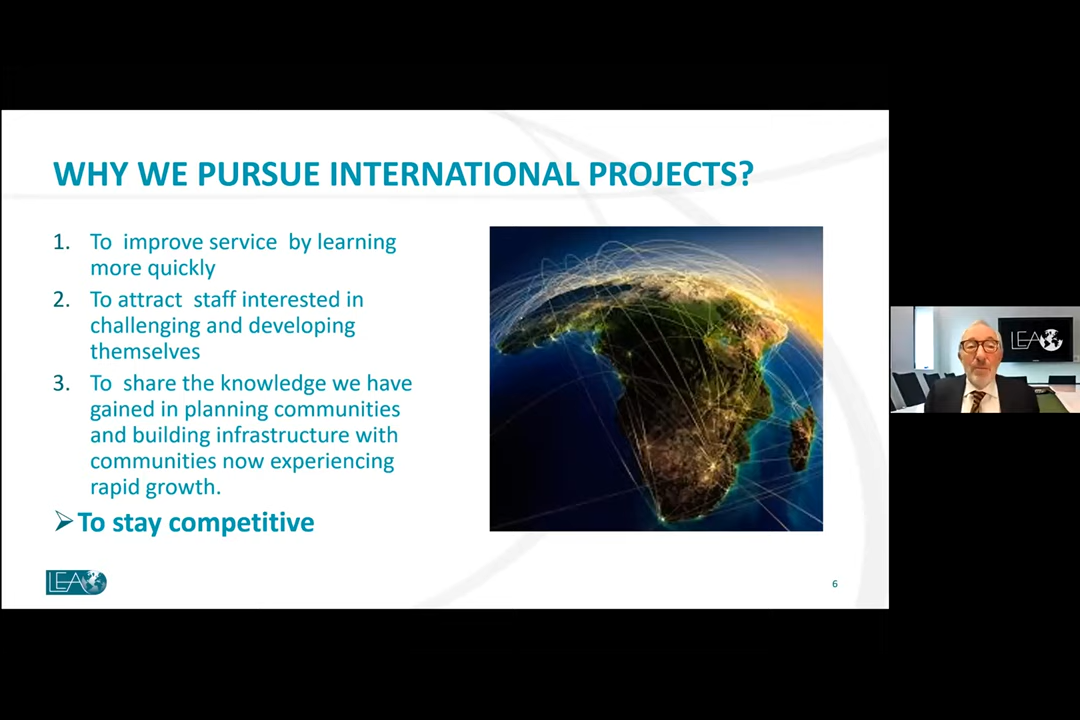 WHY WE PURSUE INTERNATIONAL PROJECTS?
1. To improve service by learning
more quickly
2. To attract staff interested in
challenging and developing
themselves
3. To share the knowledge we have
gained in planning communities
and building infrastructure with
communities now experiencing
rapid growth.
➢ To stay competitive
LEA
6
LEA